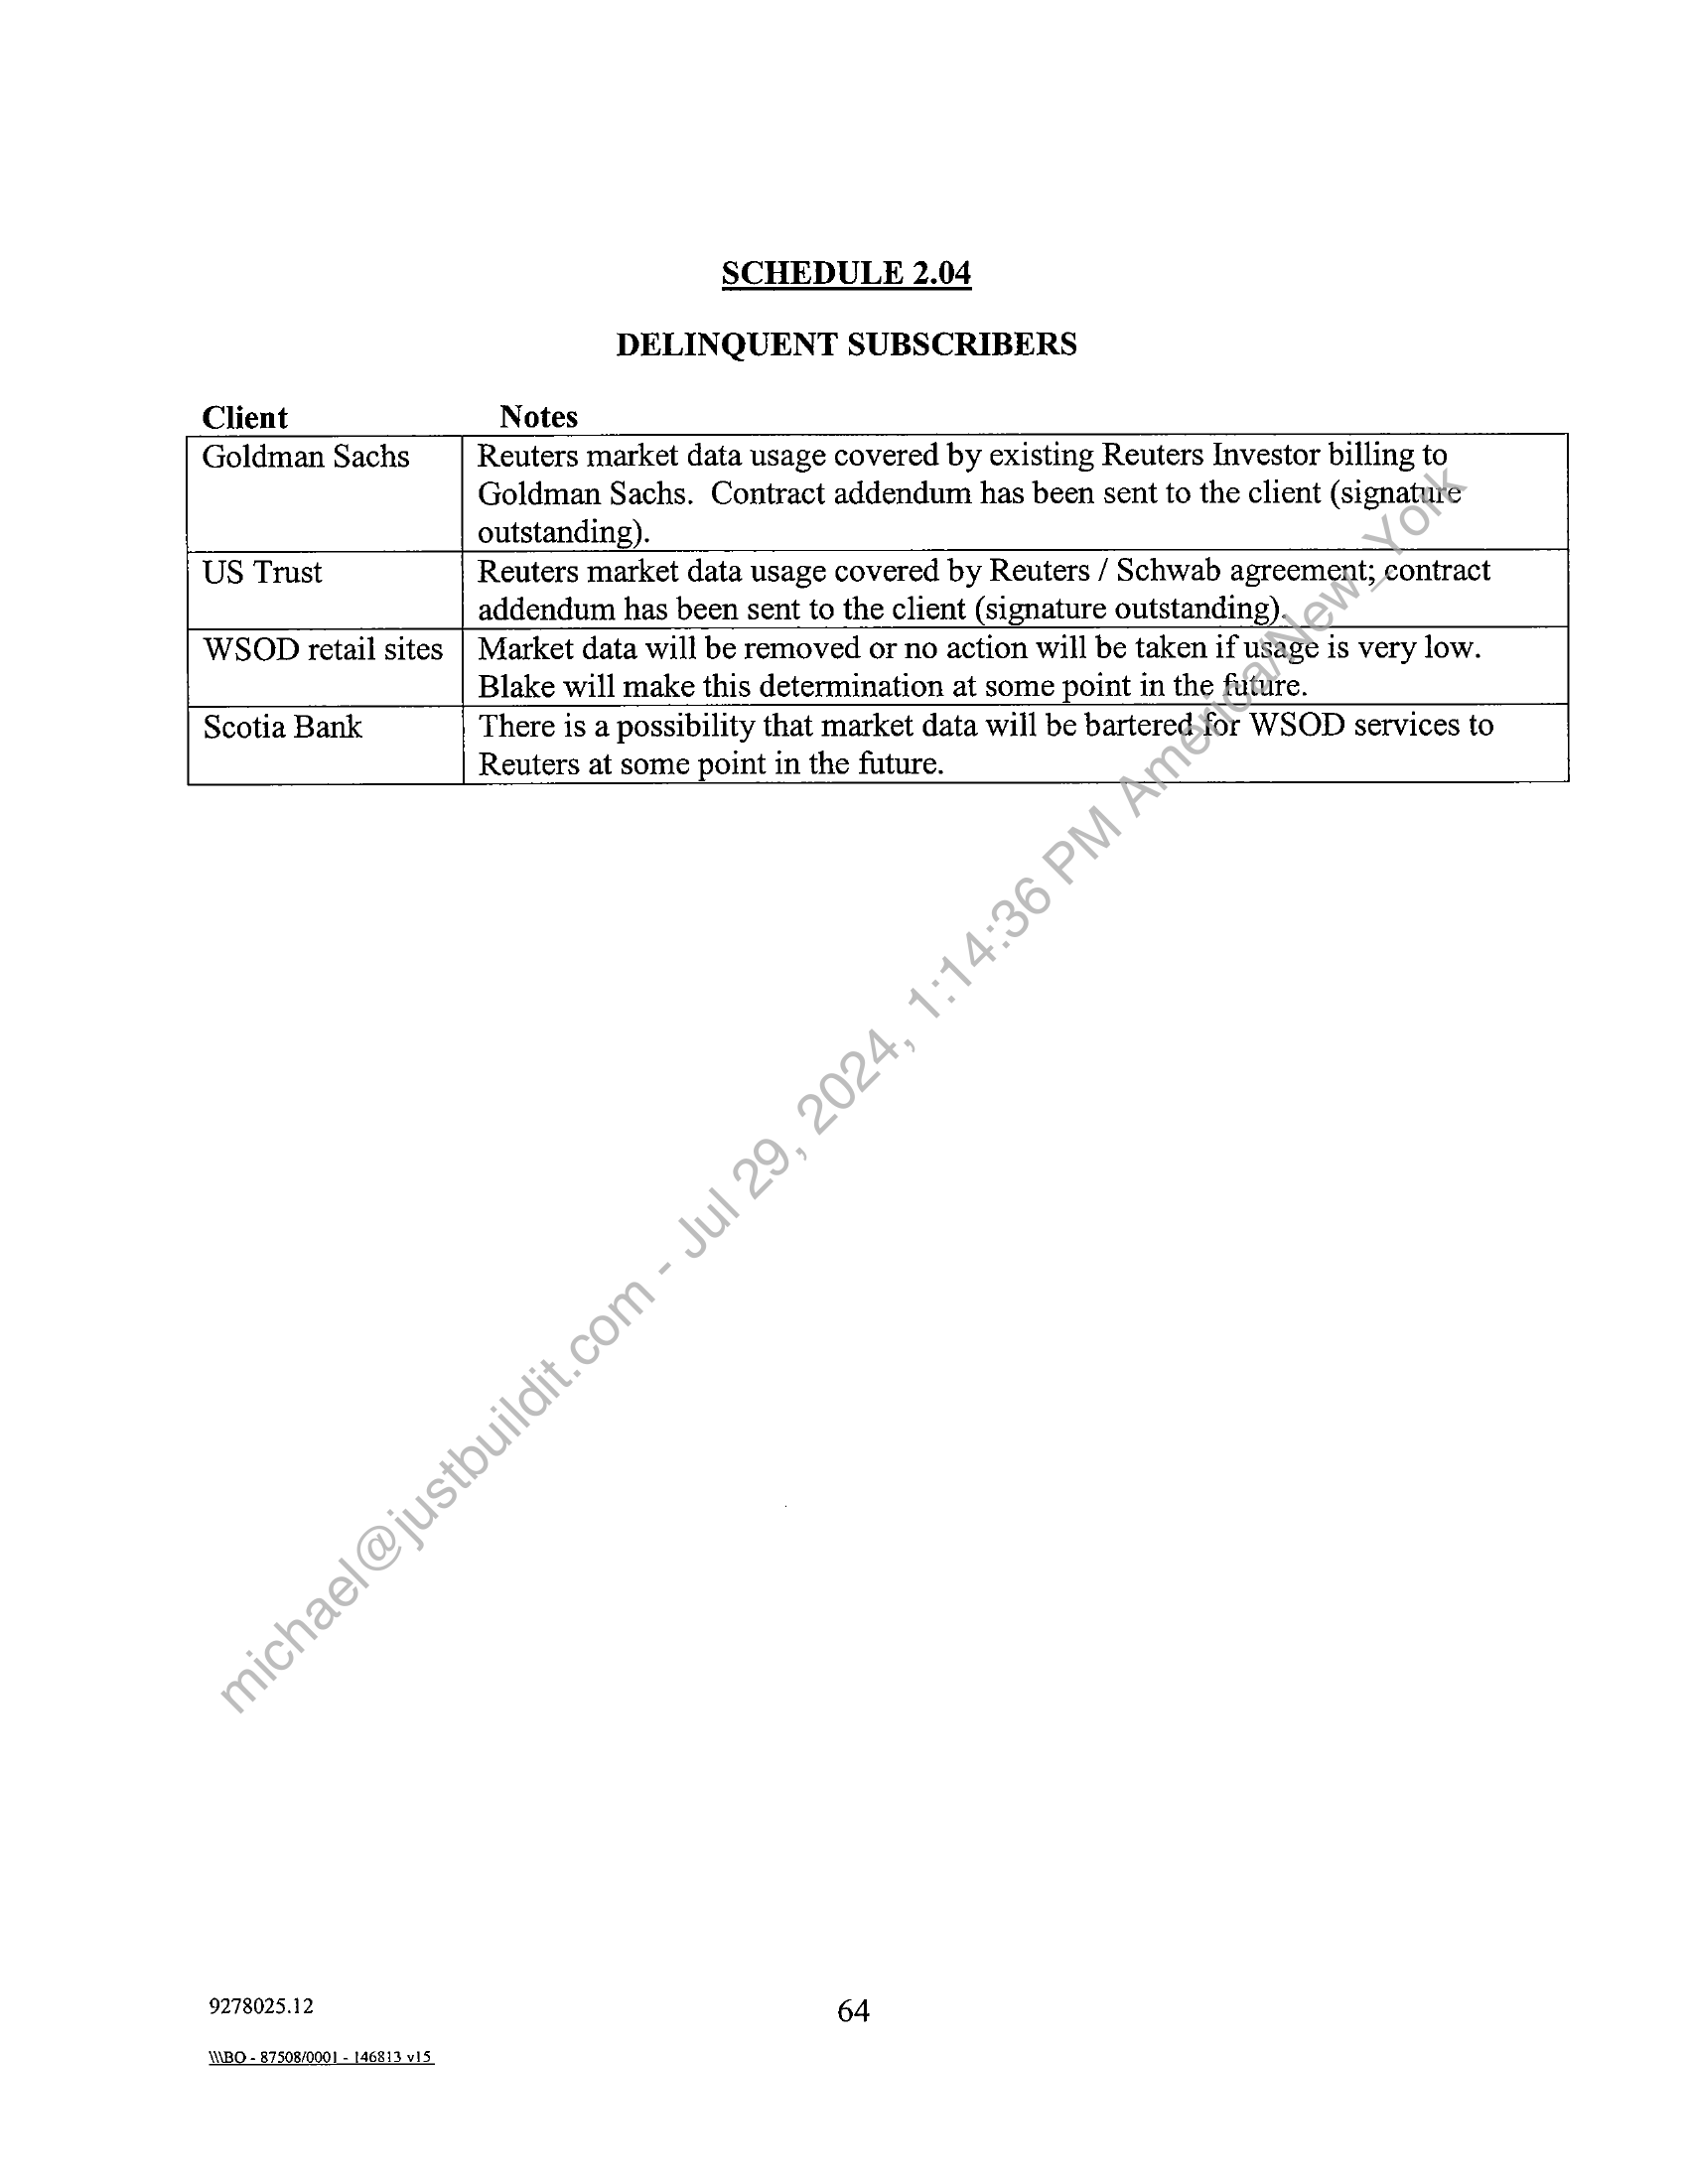 SCHEDULE 2.04
DELINQUENT SUBSCRIBERS
Client Notes
Goldman Sachs Reuters market data usage covered by existing Reuters Investor billing to
Goldman Sachs. Contract addendum has been sent to the client (signature
outstanding).
US Trust Reuters market data usage covered by Reuters / Schwab agreement; contract
addendum has been sent to the client (signature outstanding).
WSOD retail sites Market data will be removed or no action will be taken if usage is very low.
Blake will make this determination at some point in the future.
Scotia Bank There is a possibility that market data will be bartered for WSOD services to
Reuters at some point in the future.
michael@justbuildit.com - Jul 29, 2024, 1:14:36 PM America/New_York
9278025.12 64
\\\BO - 87508/0001 - 146813 v15